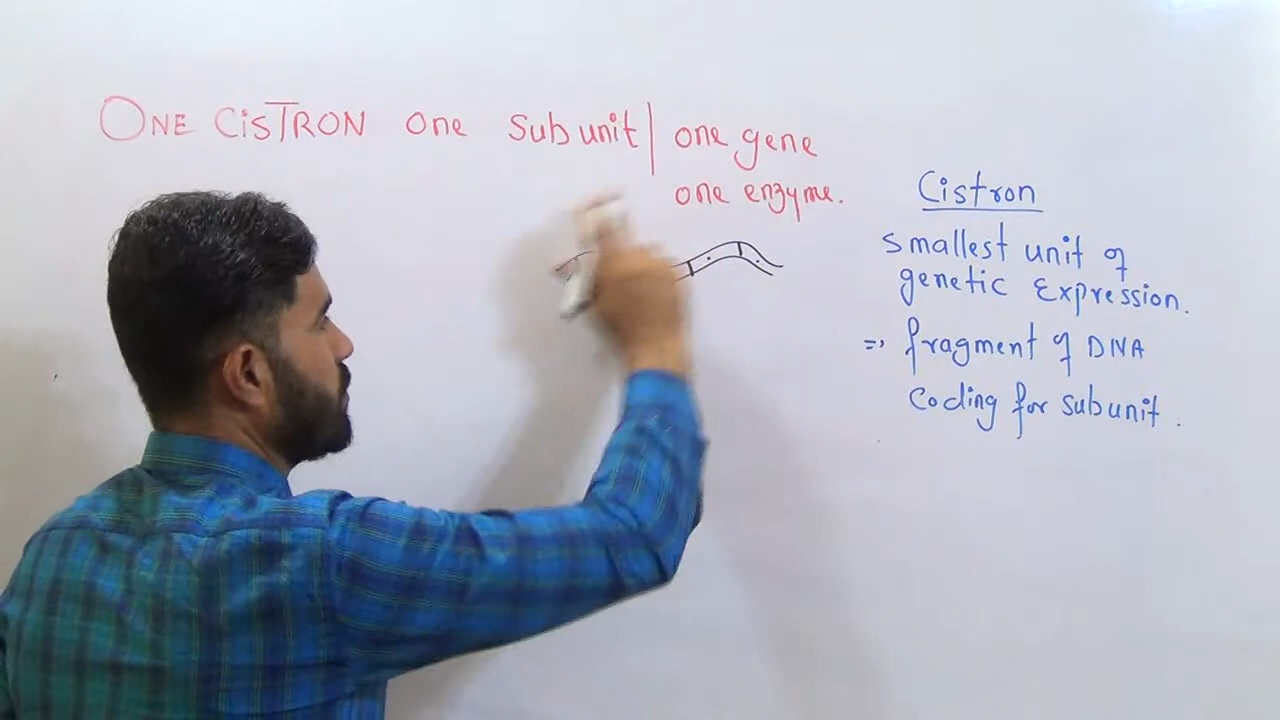 ONE CISTRON one Subunit | one gene
one enzyme.
Cistron
smallest unit of
genetic Expression.
=> fragment of DNA
Coding for subunit.